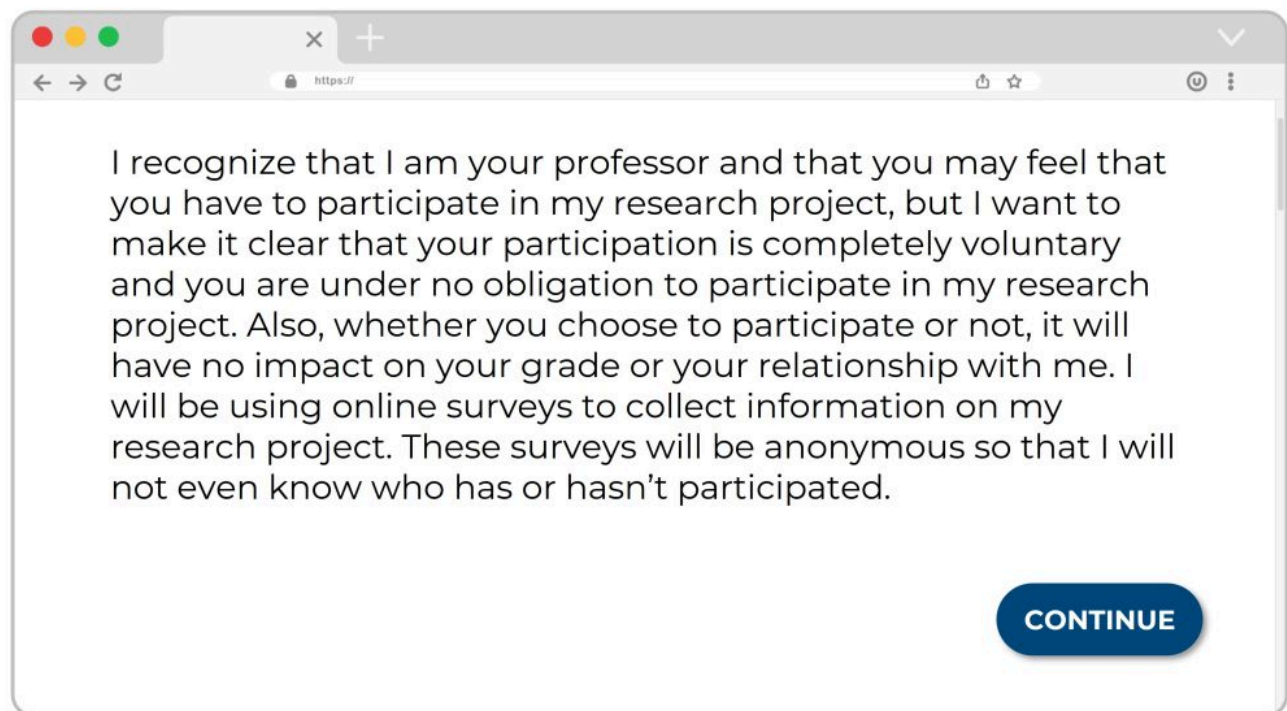 https://
I recognize that I am your professor and that you may feel that
you have to participate in my research project, but I want to
make it clear that your participation is completely voluntary
and you are under no obligation to participate in my research
project. Also, whether you choose to participate or not, it will
have no impact on your grade or your relationship with me. I
will be using online surveys to collect information on my
research project. These surveys will be anonymous so that I will
not even know who has or hasn’t participated.
CONTINUE